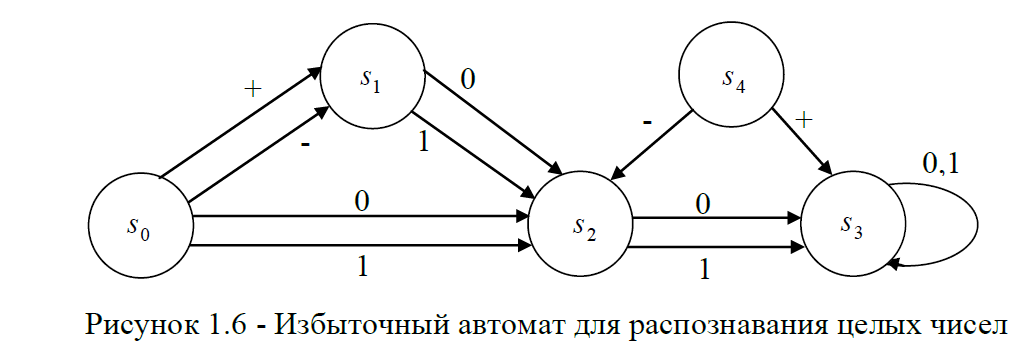 s1
0
s4
+
-
1
-
+
0,1
s0
0
1
s2
0
1
s3
Рисунок 1.6 - Избыточный автомат для распознавания целых чисел